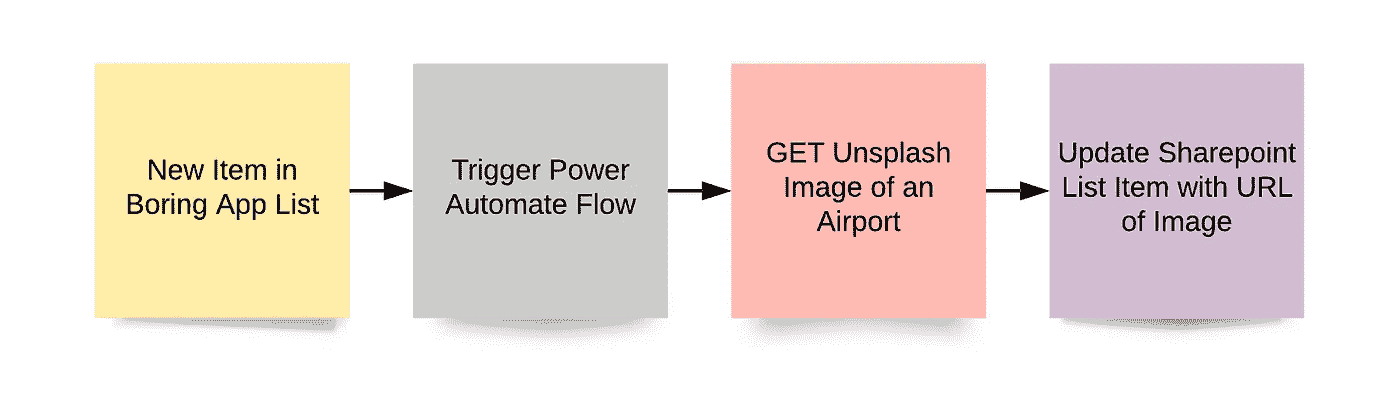 New Item in
Boring App List
Trigger Power
Automate Flow
GET Unsplash
Image of an
Airport
Update Sharepoint
List Item with URL
of Image